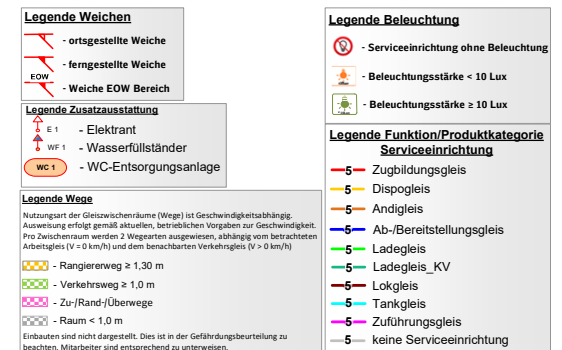 Legende Weichen
- ortsgestellte Weiche
- ferngestellte Weiche
EOW
- Weiche EOW Bereich
Legende Zusatzausstattung
E 1 - Elektrant
WF 1 - Wasserfüllständer
WC 1 - WC-Entsorgungsanlage
Legende Wege
Nutzungsart der Gleiszwischenräume (Wege) ist Geschwindigkeitsabhängig.
Ausweisung erfolgt gemäß aktuellen, betrieblichen Vorgaben zur Geschwindigkeit.
Pro Zwischenraum werden 2 Wegearten ausgewiesen, abhängig vom betrachteten
Arbeitsgleis (V = 0 km/h) und dem benachbarten Verkehrsgleis (V > 0 km/h)
- Rangiererweg ≥ 1,30 m
- Verkehrsweg ≥ 1,0 m
- Zu-/Rand-/Überwege
- Raum < 1,0 m
Einbauten sind nicht dargestellt. Dies ist in der Gefährdungsbeurteilung zu
beachten. Mitarbeiter sind entsprechend zu unterweisen.
Legende Beleuchtung
- Serviceeinrichtung ohne Beleuchtung
- Beleuchtungsstärke < 10 Lux
- Beleuchtungsstärke ≥ 10 Lux
Legende Funktion/Produktkategorie
Serviceeinrichtung
5 Zugbildungsgleis
5 Dispogleis
5 Andigleis
5 Ab-/Bereitstellungsgleis
5 Ladegleis
5 Ladegleis_KV
5 Lokgleis
5 Tankgleis
5 Zuführungsgleis
5 keine Serviceeinrichtung